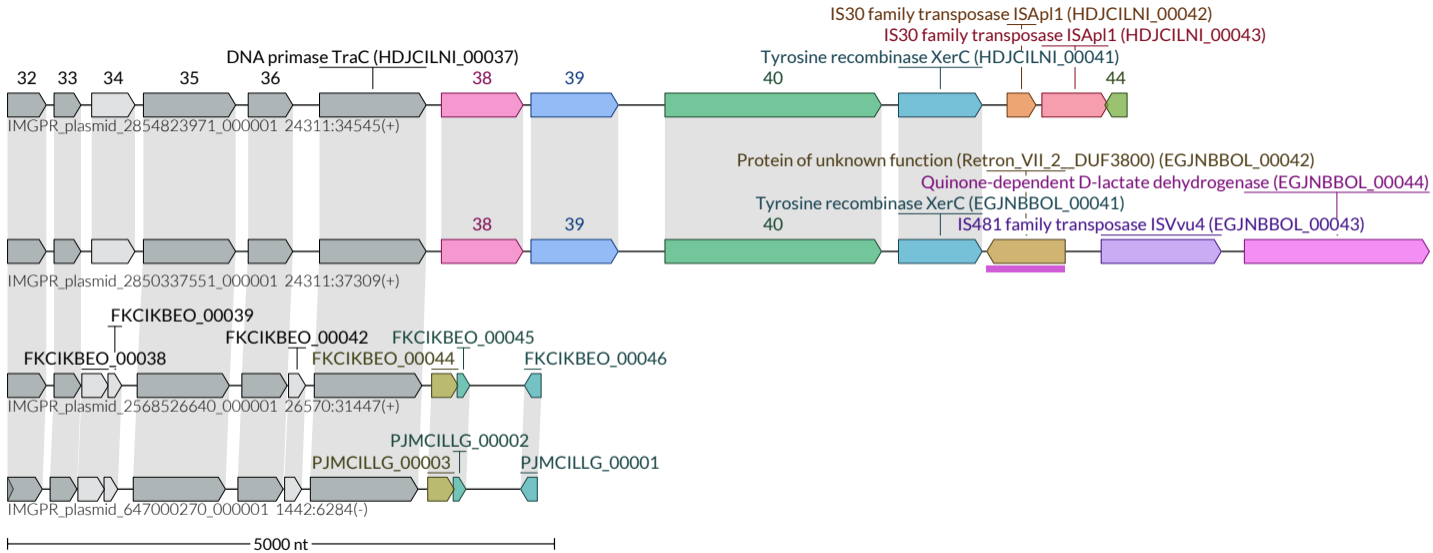 IS30 family transposase ISApl1 (HDJCILNI_00042)
IS30 family transposase ISApl1 (HDJCILNI_00043)
DNA primase TraC (HDJCILNI_00037)
Tyrosine recombinase XerC (HDJCILNI_00041)
32 33 34 35 36 38 39 40 44
IMGPR_plasmid_2854823971_000001 24311:34545(+)
Protein of unknown function (Retron_VII_2__DUF3800) (EGJNBBOL_00042)
Quinone-dependent D-lactate dehydrogenase (EGJNBBOL_00044)
Tyrosine recombinase XerC (EGJNBBOL_00041)
38 39 40 IS481 family transposase ISVvu4 (EGJNBBOL_00043)
IMGPR_plasmid_2850337551_000001 24311:37309(+)
FKCIKBEO_00039
FKCIKBEO_00042 FKCIKBEO_00045
FKCIKBEO_00038 FKCIKBEO_00044 FKCIKBEO_00046
IMGPR_plasmid_2568526640_000001 26570:31447(+)
PJMCILLG_00002
PJMCILLG_00003 PJMCILLG_00001
IMGPR_plasmid_647000270_000001 1442:6284(-)
5000 nt